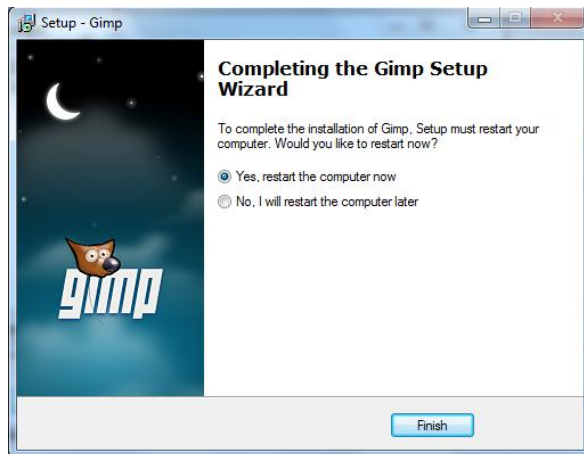 Setup - Gimp
Completing the Gimp Setup
Wizard
To complete the installation of Gimp, Setup must restart your
computer. Would you like to restart now?
Yes, restart the computer now
No, I will restart the computer later
gimp
Finish